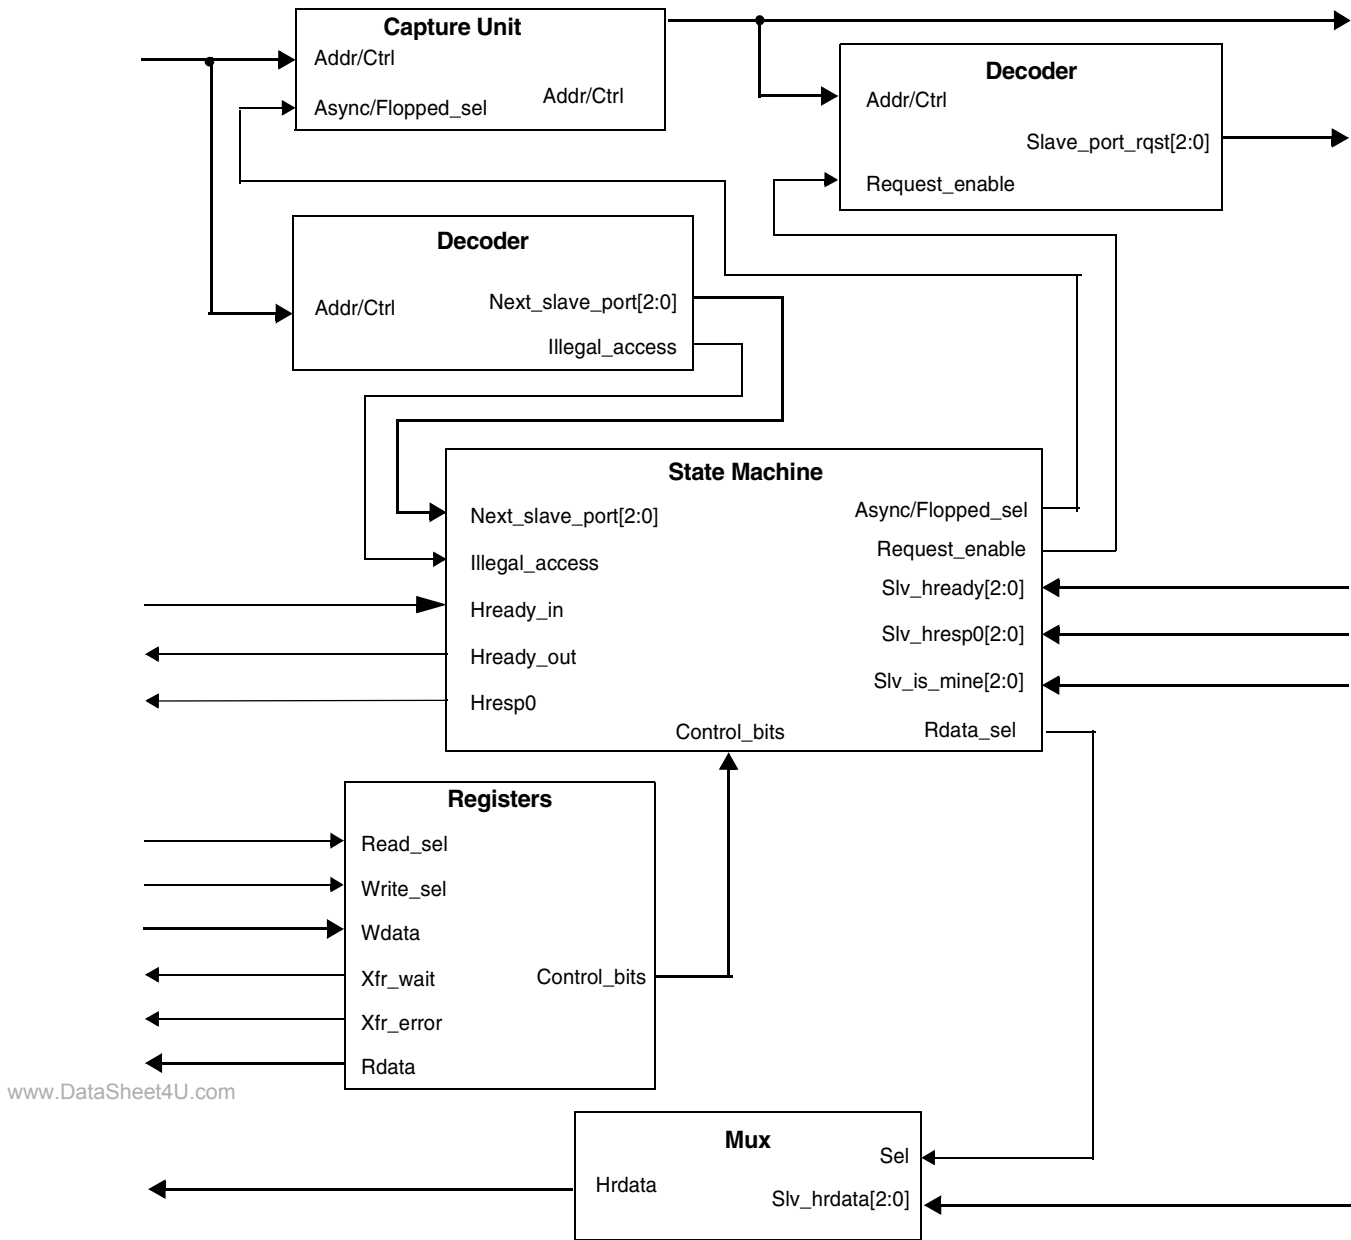 Capture Unit
Addr/Ctrl
Async/Flopped_sel
Addr/Ctrl
Decoder
Addr/Ctrl
Slave_port_rqst[2:0]
Request_enable
Decoder
Addr/Ctrl
Next_slave_port[2:0]
Illegal_access
State Machine
Next_slave_port[2:0]
Illegal_access
Hready_in
Hready_out
Hresp0
Async/Flopped_sel
Request_enable
Slv_hready[2:0]
Slv_hresp0[2:0]
Slv_is_mine[2:0]
Control_bits
Rdata_sel
Registers
Read_sel
Write_sel
Wdata
Xfr_wait
Xfr_error
Rdata
Control_bits
www.DataSheet4U.com
Mux
Sel
Hrdata
Slv_hrdata[2:0]